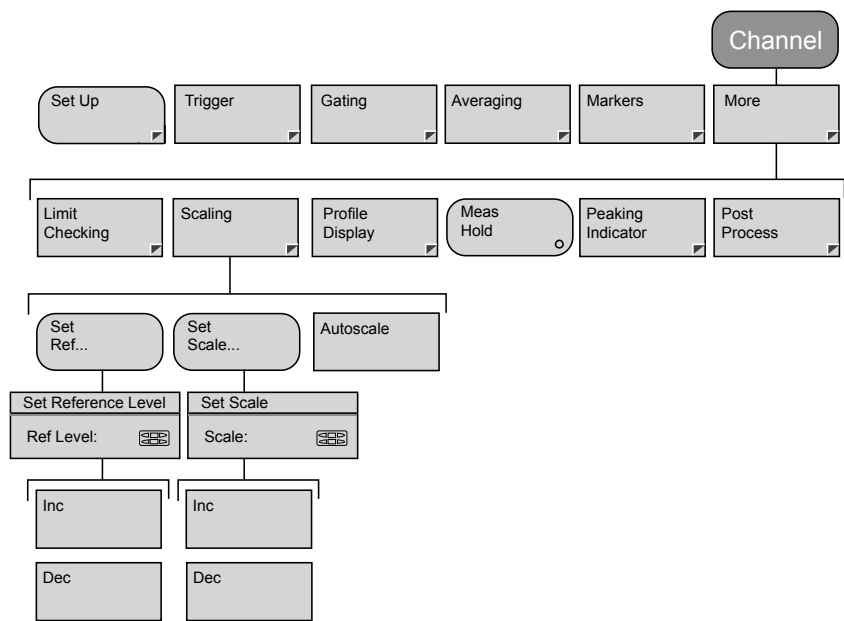 Channel
Set Up
Trigger
Gating
Averaging
Markers
More
Limit
Checking
Scaling
Profile
Display
Meas
Hold
Peaking
Indicator
Post
Process
Set
Ref...
Set
Scale...
Autoscale
Set Reference Level
Ref Level:
Set Scale
Scale:
Inc
Inc
Dec
Dec